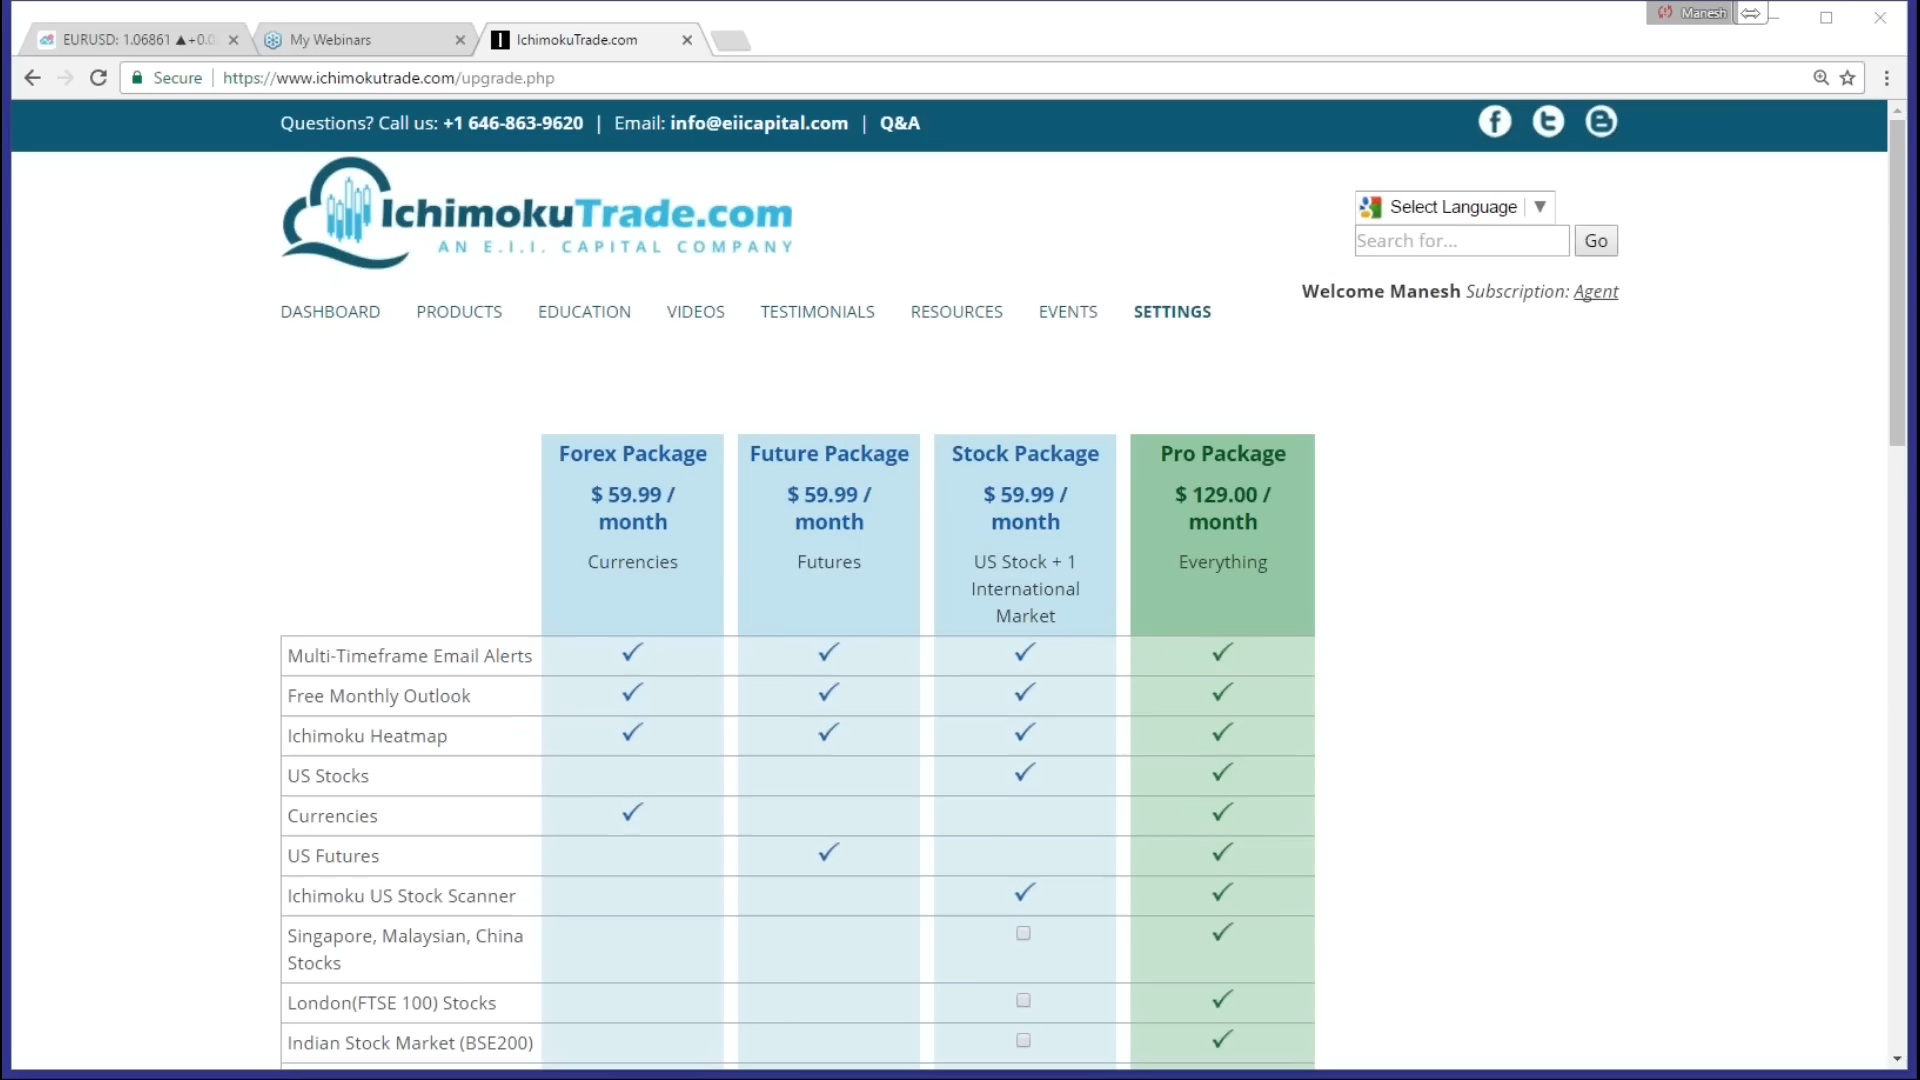 Manesh
EURUSD: 1.06861 ▲+0.0
My Webinars
IchimokuTrade.com
Secure
https://www.ichimokutrade.com/upgrade.php
Questions? Call us: +1 646-863-9620 | Email: info@eiicapital.com | Q&A
IchimokuTrade.com
AN E.I.I. CAPITAL COMPANY
Select Language ▼
Search for...
Go
Welcome Manesh Subscription: Agent
DASHBOARD PRODUCTS EDUCATION VIDEOS TESTIMONIALS RESOURCES EVENTS SETTINGS
Forex Package
$ 59.99 /
month
Currencies
Future Package
$ 59.99 /
month
Futures
Stock Package
$ 59.99 /
month
US Stock + 1
International
Market
Pro Package
$ 129.00 /
month
Everything
Multi-Timeframe Email Alerts
Free Monthly Outlook
Ichimoku Heatmap
US Stocks
Currencies
US Futures
Ichimoku US Stock Scanner
Singapore, Malaysian, China
Stocks
London(FTSE 100) Stocks
Indian Stock Market (BSE200)